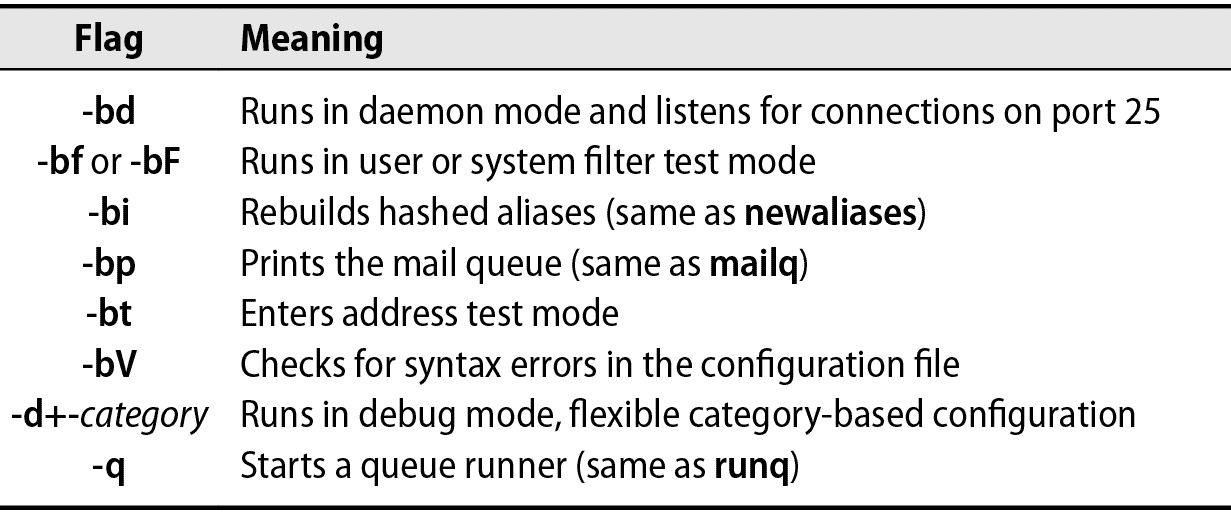 Flag Meaning
-bd Runs in daemon mode and listens for connections on port 25
-bf or -bF Runs in user or system filter test mode
-bi Rebuilds hashed aliases (same as newaliases)
-bp Prints the mail queue (same as mailq)
-bt Enters address test mode
-bV Checks for syntax errors in the configuration file
-d+-category Runs in debug mode, flexible category-based configuration
-q Starts a queue runner (same as runq)